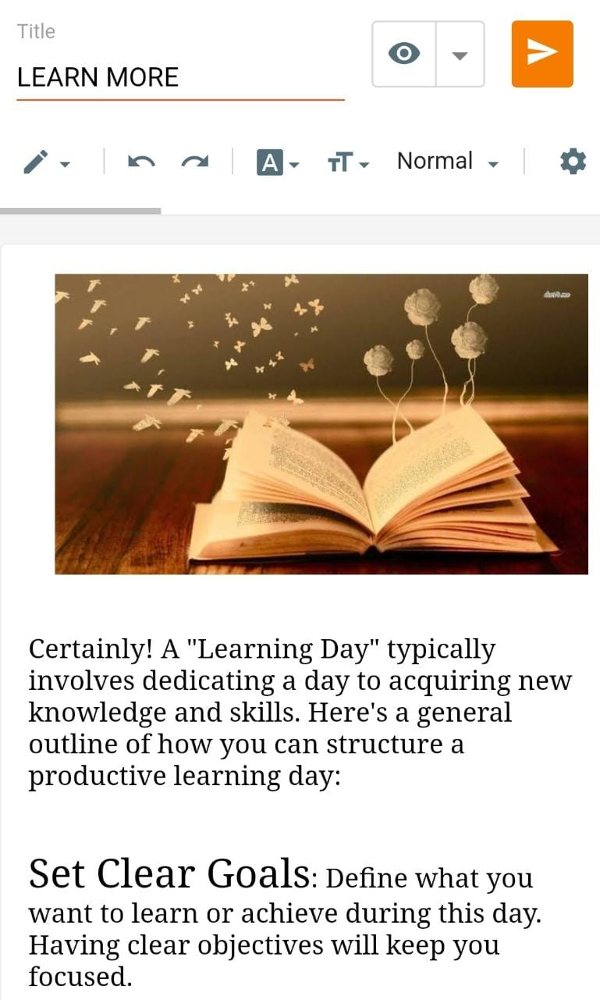 Title
LEARN MORE
Normal
Certainly! A "Learning Day" typically
involves dedicating a day to acquiring new
knowledge and skills. Here's a general
outline of how you can structure a
productive learning day:
Set Clear Goals: Define what you
want to learn or achieve during this day.
Having clear objectives will keep you
focused.